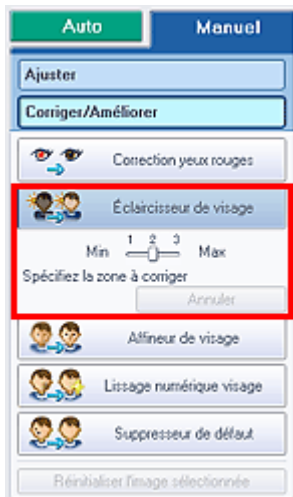 Auto Manuel
Ajuster
Corriger/Améliorer
Correction yeux rouges
Éclaircisseur de visage
1 2 3
Min Max
Spécifiez la zone à corriger
Annuler
Affineur de visage
Lissage numérique visage
Suppresseur de défaut
Réinitialiser l'image sélectionnée